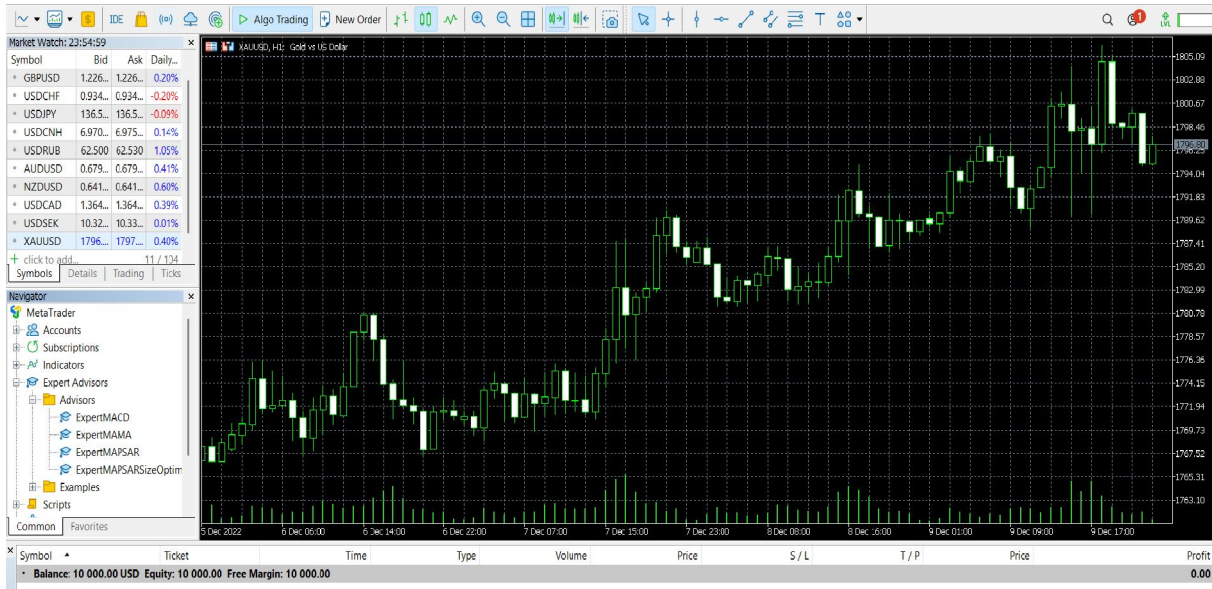 IDE Algo Trading New Order 1 LVL
Market Watch: 23:54:59
Symbol Bid Ask Daily...
GBPUSD 1.226... 1.226... 0.20%
USDCHF 0.934... 0.934... -0.20%
USDJPY 136.5... 136.5... -0.09%
USDCNH 6.970... 6.975... 0.14%
USDRUB 62.500 62.530 1.05%
AUDUSD 0.679... 0.679... 0.41%
NZDUSD 0.641... 0.641... 0.60%
USDCAD 1.364... 1.364... 0.39%
USDSEK 10.32... 10.33... 0.01%
XAUUSD 1796.... 1797.... 0.40%
click to add... 11 / 104
Symbols Details Trading Ticks
Navigator
MetaTrader
Accounts
Subscriptions
Indicators
Expert Advisors
Advisors
ExpertMACD
ExpertMAMA
ExpertMAPSAR
ExpertMAPSARSizeOptim
Examples
Scripts
Common Favorites
XAUUSD, H1: Gold vs US Dollar
1805.09
1802.88
1800.67
1798.46
1796.80
1796.25
1794.04
1791.83
1789.62
1787.41
1785.20
1782.99
1780.78
1778.57
1776.36
1774.15
1771.94
1769.73
1767.52
1765.31
1763.10
5 Dec 2022 6 Dec 06:00 6 Dec 14:00 6 Dec 22:00 7 Dec 07:00 7 Dec 15:00 7 Dec 23:00 8 Dec 08:00 8 Dec 16:00 9 Dec 01:00 9 Dec 09:00 9 Dec 17:00
Symbol Ticket Time Type Volume Price S / L T / P Price Profit
Balance: 10 000.00 USD Equity: 10 000.00 Free Margin: 10 000.00 0.00